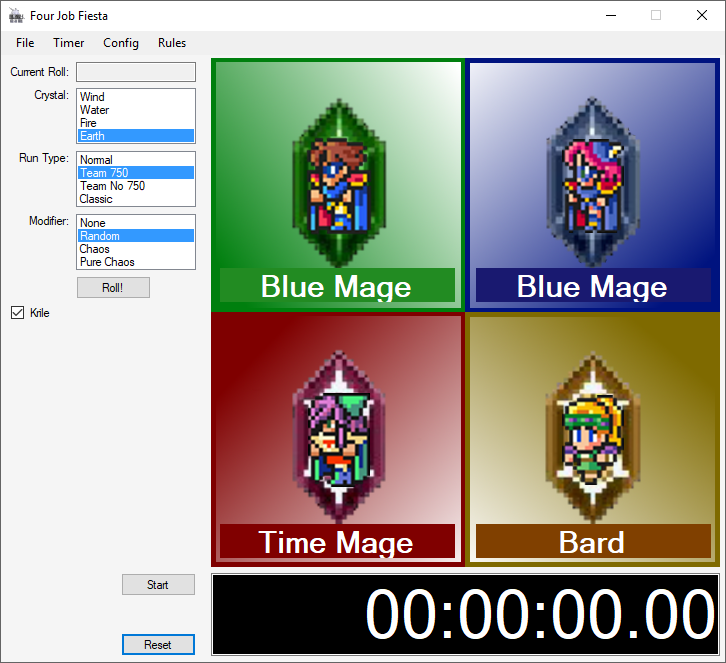 Four Job Fiesta
File Timer Config Rules
Current Roll:
Crystal:
Wind
Water
Fire
Earth
Run Type:
Normal
Team 750
Team No 750
Classic
Modifier:
None
Random
Chaos
Pure Chaos
Roll!
Krile
Blue Mage
Blue Mage
Time Mage
Bard
Start
Reset
00:00:00.00